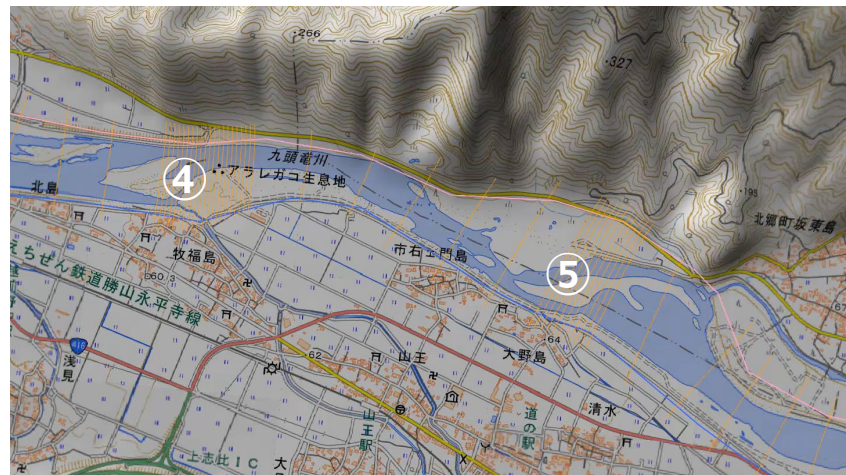 ・266
・327
九頭竜川
④
∴アラレガコ生息地
・198
北郷町坂東島
北島
牧福島
市右エ門島
⑤
えちぜん鉄道勝山永平寺線
60.3
416
浅見
62
山王
64
大野島
清水
山王駅
道の駅
上志比IC
大
67